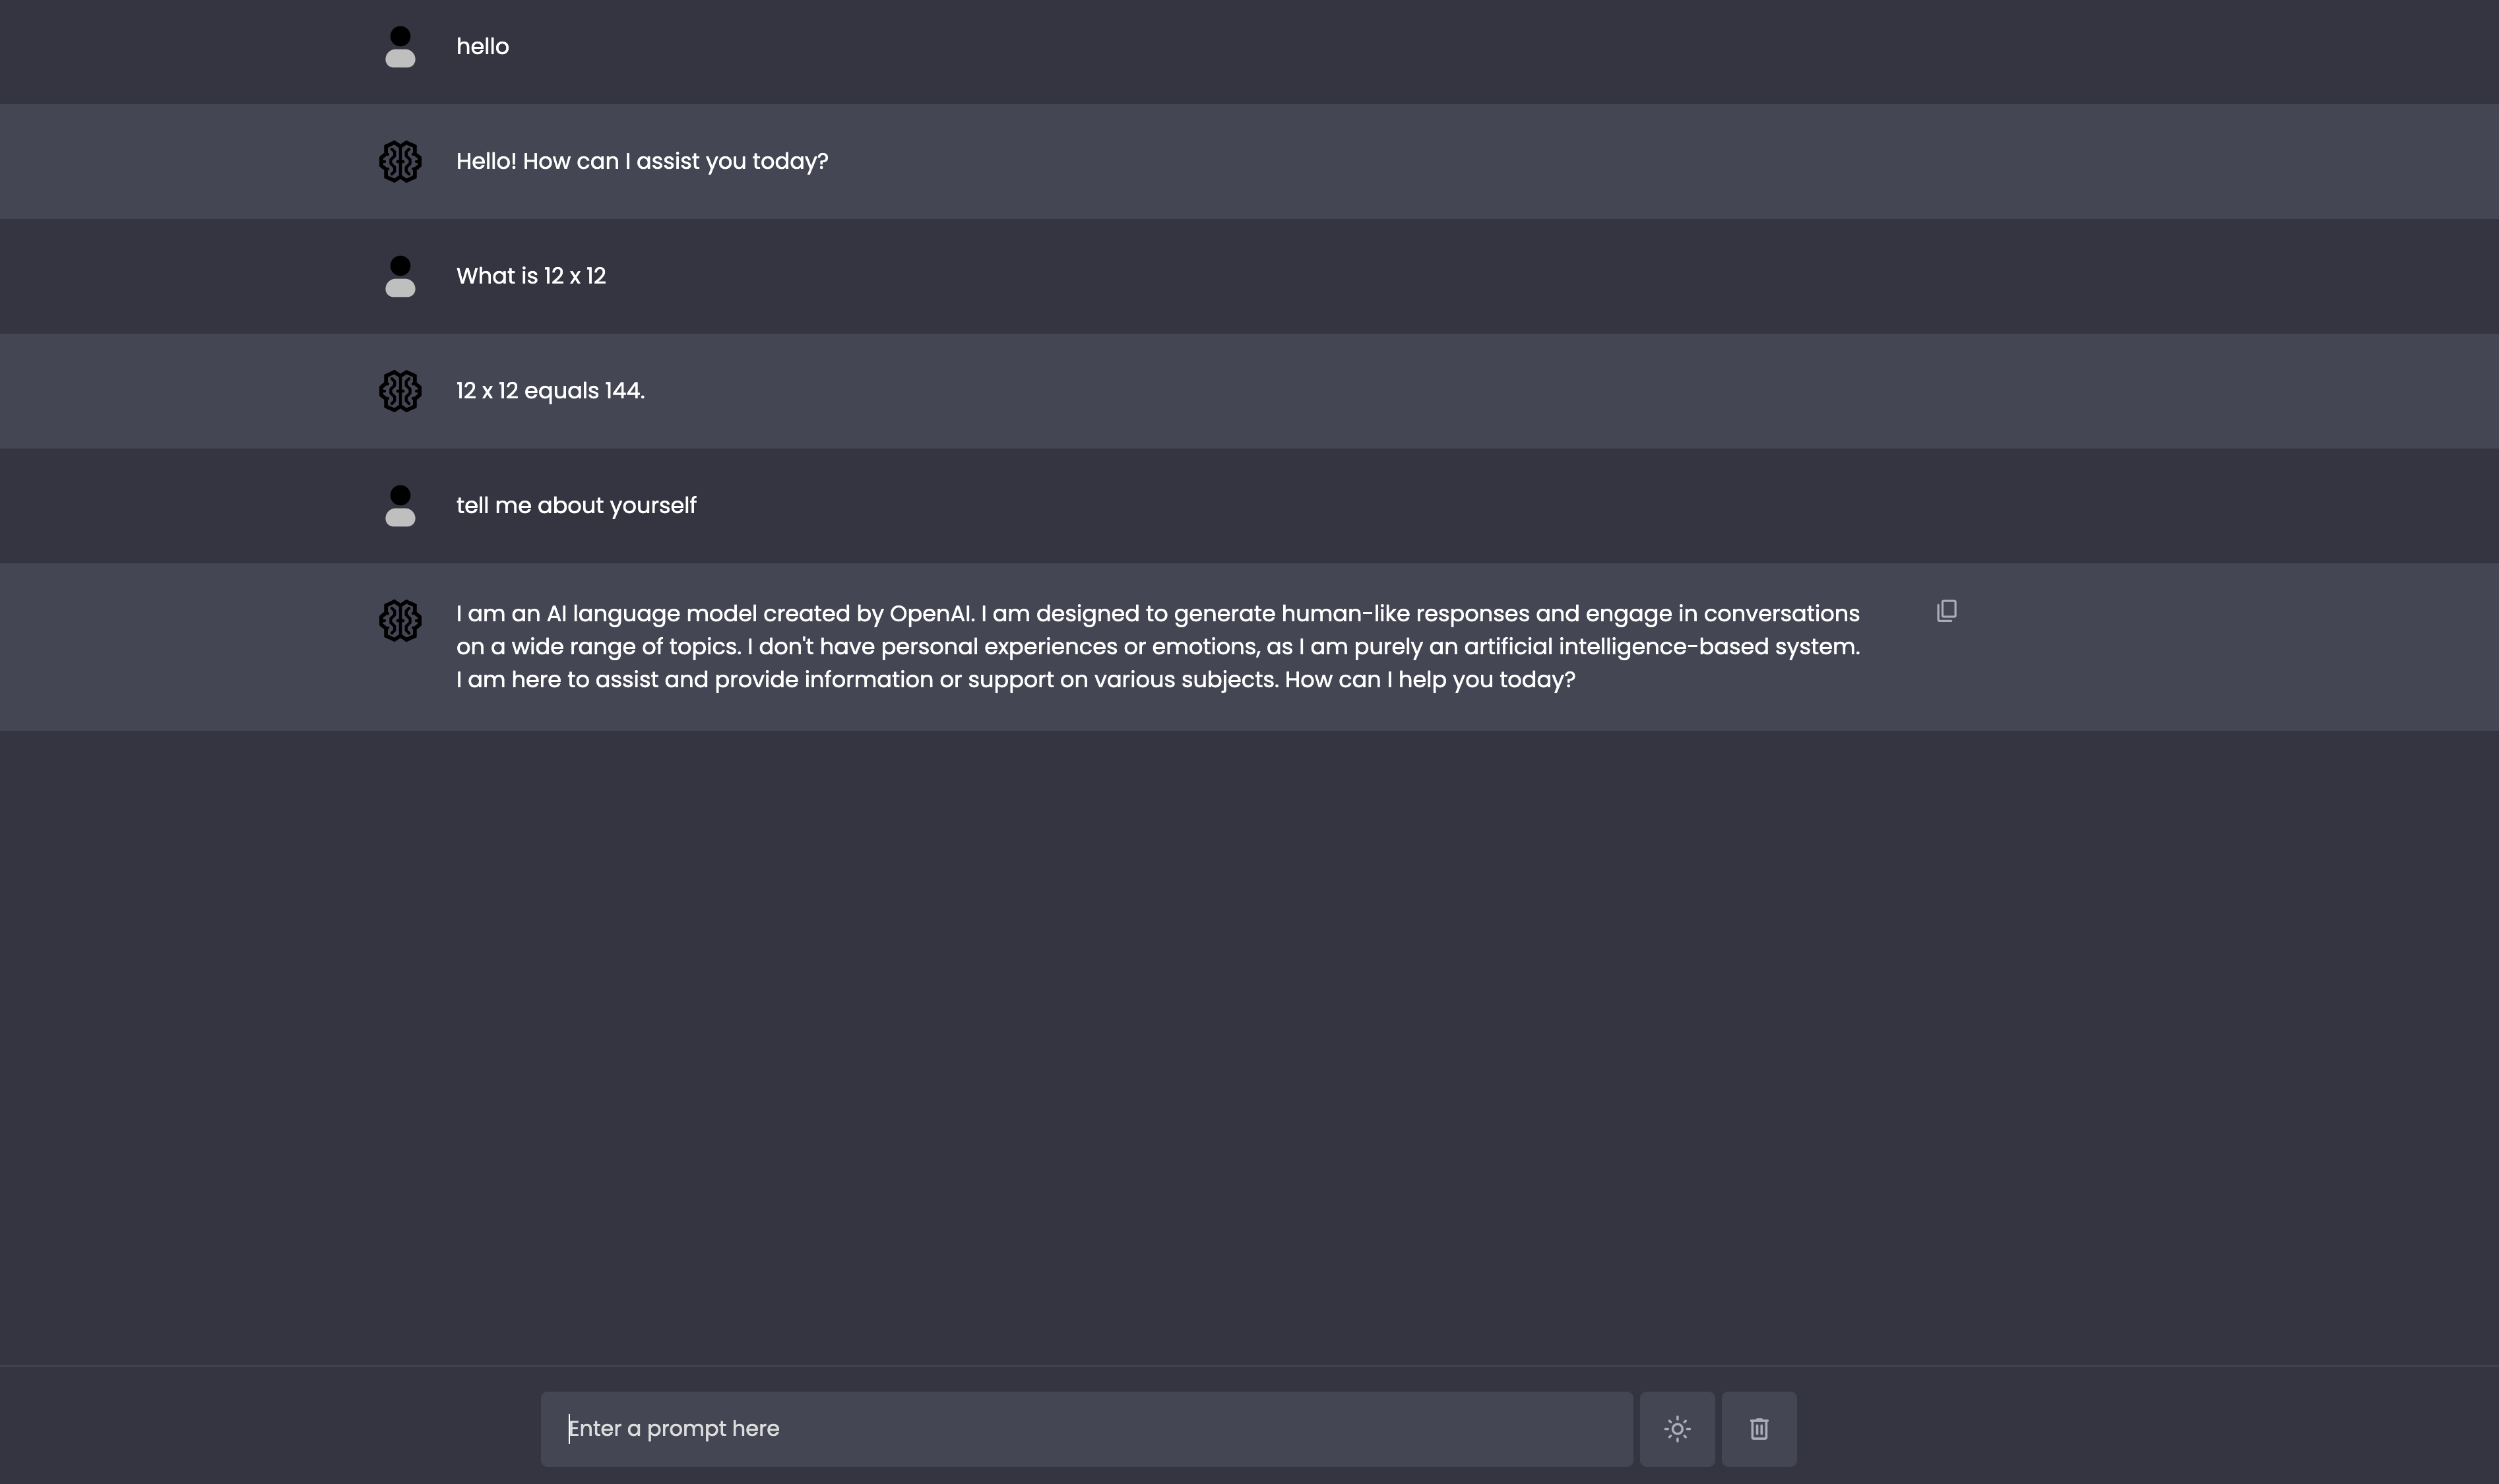 hello
Hello! How can I assist you today?
What is 12 x 12
12 x 12 equals 144.
tell me about yourself
I am an AI language model created by OpenAI. I am designed to generate human-like responses and engage in conversations
on a wide range of topics. I don't have personal experiences or emotions, as I am purely an artificial intelligence-based system.
I am here to assist and provide information or support on various subjects. How can I help you today?
Enter a prompt here